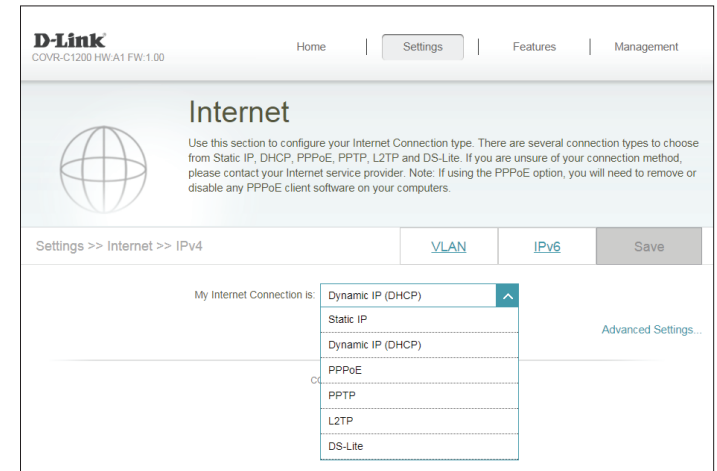 D-Link
COVR-C1200 HW:A1 FW:1.00
Home
Settings
Features
Management
Internet
Use this section to configure your Internet Connection type. There are several connection types to choose
from Static IP, DHCP, PPPoE, PPTP, L2TP and DS-Lite. If you are unsure of your connection method,
please contact your Internet service provider. Note: If using the PPPoE option, you will need to remove or
disable any PPPoE client software on your computers.
Settings >> Internet >> IPv4
VLAN
IPv6
Save
My Internet Connection is:
Dynamic IP (DHCP)
Static IP
Dynamic IP (DHCP)
PPPoE
PPTP
L2TP
DS-Lite
Advanced Settings...